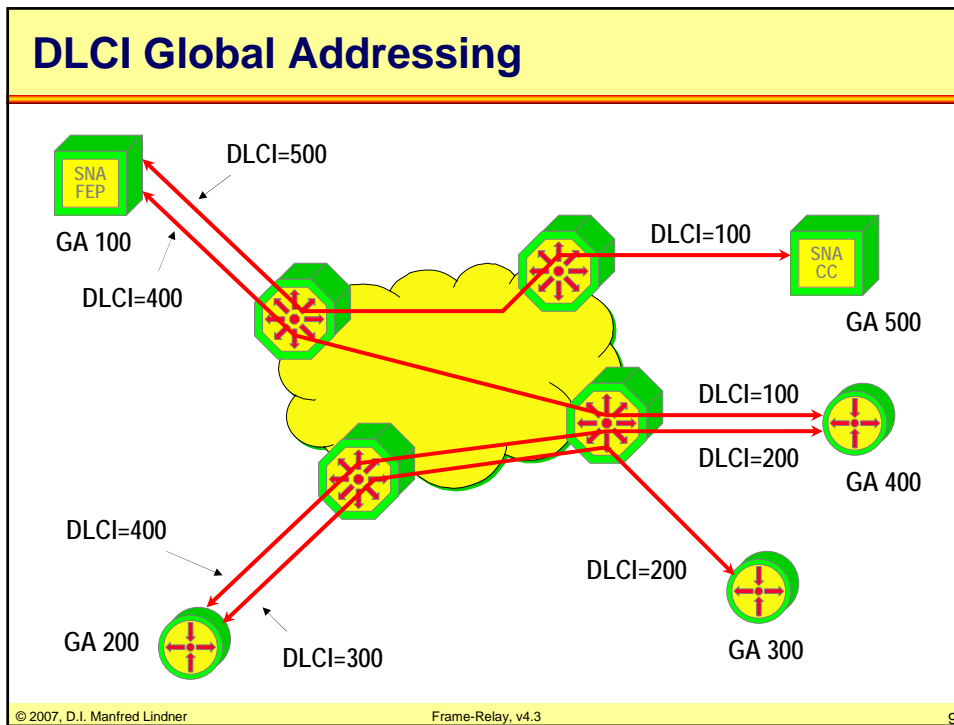 DLCI Global Addressing
DLCI=500
SNA
FEP
GA 100
DLCI=400
DLCI=100
SNA
CC
GA 500
DLCI=100
DLCI=200
GA 400
DLCI=400
DLCI=200
GA 200
DLCI=300
GA 300
© 2007, D.I. Manfred Lindner
Frame-Relay, v4.3
9